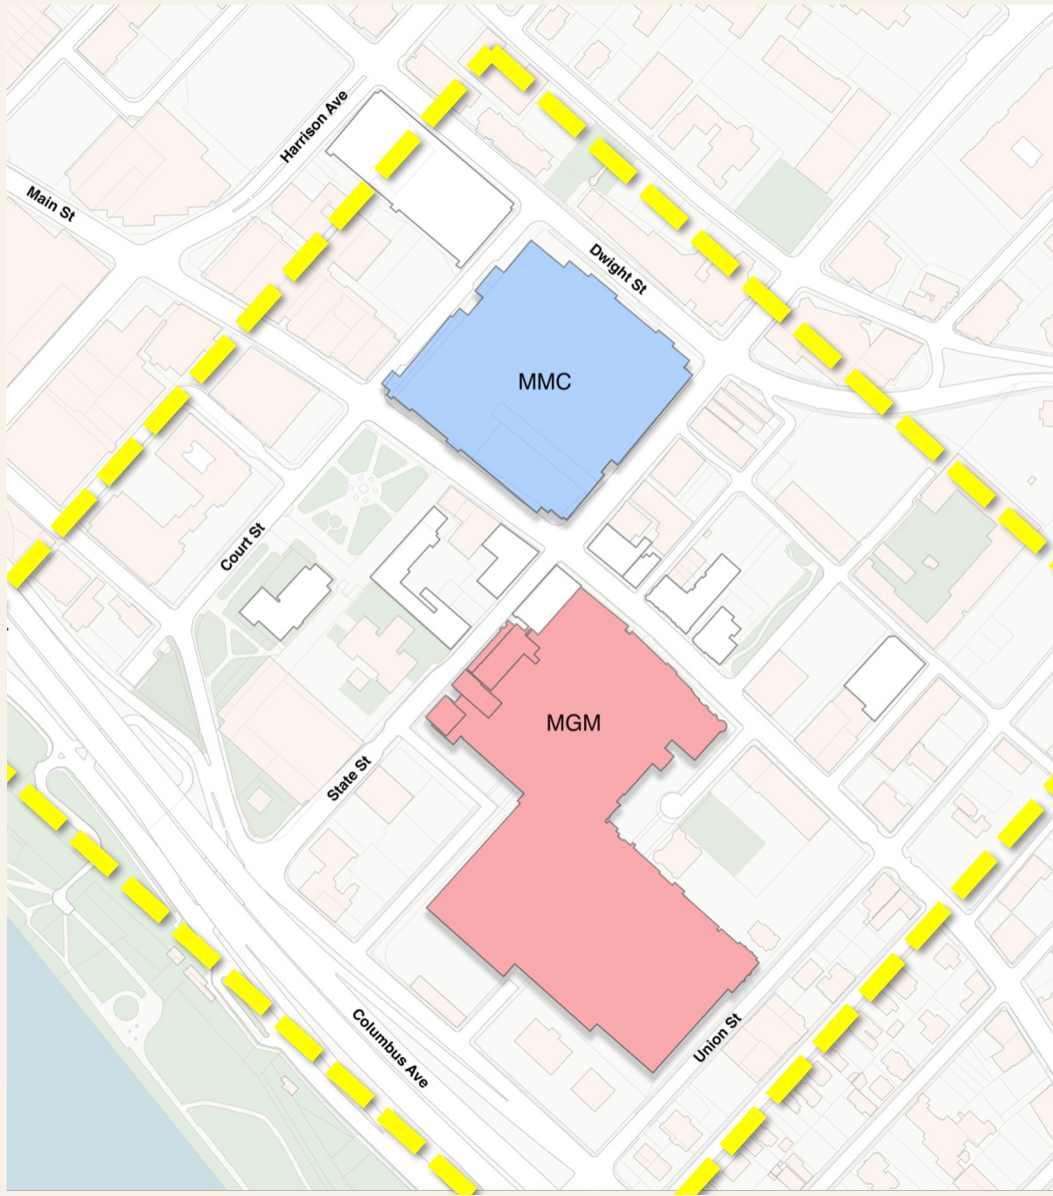 Harrison Ave
Main St
Dwight St
MMC
Court St
MGM
State St
Columbus Ave
Union St